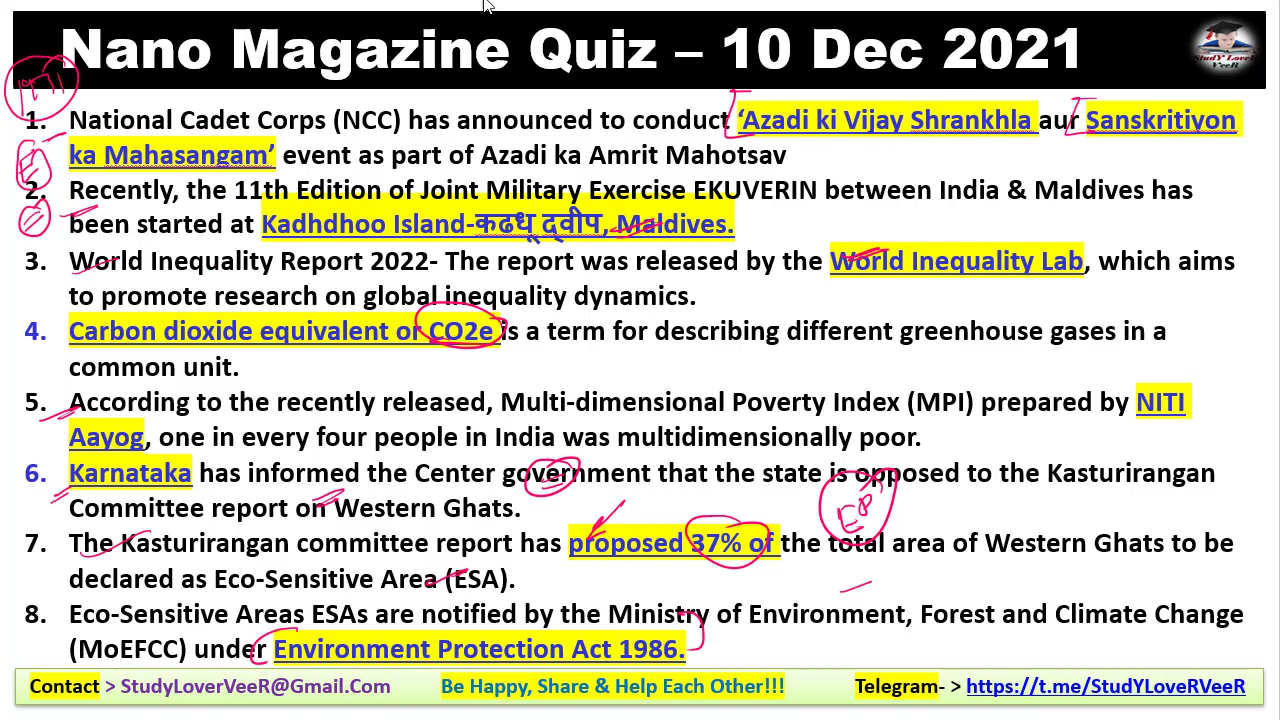 Nano Magazine Quiz – 10 Dec 2021
StudY LoveR
VeeR
1. National Cadet Corps (NCC) has announced to conduct ‘Azadi ki Vijay Shrankhla aur Sanskritiyon
ka Mahasangam’ event as part of Azadi ka Amrit Mahotsav
2. Recently, the 11th Edition of Joint Military Exercise EKUVERIN between India & Maldives has
been started at Kadhdhoo Island-कढधू द्वीप, Maldives.
3. World Inequality Report 2022- The report was released by the World Inequality Lab, which aims
to promote research on global inequality dynamics.
4. Carbon dioxide equivalent or CO2e is a term for describing different greenhouse gases in a
common unit.
5. According to the recently released, Multi-dimensional Poverty Index (MPI) prepared by NITI
Aayog, one in every four people in India was multidimensionally poor.
6. Karnataka has informed the Center government that the state is opposed to the Kasturirangan
Committee report on Western Ghats.
7. The Kasturirangan committee report has proposed 37% of the total area of Western Ghats to be
declared as Eco-Sensitive Area (ESA).
8. Eco-Sensitive Areas ESAs are notified by the Ministry of Environment, Forest and Climate Change
(MoEFCC) under Environment Protection Act 1986.
Contact > StudyLoverVeeR@Gmail.Com Be Happy, Share & Help Each Other!!! Telegram- > https://t.me/StudYLoveRVeeR